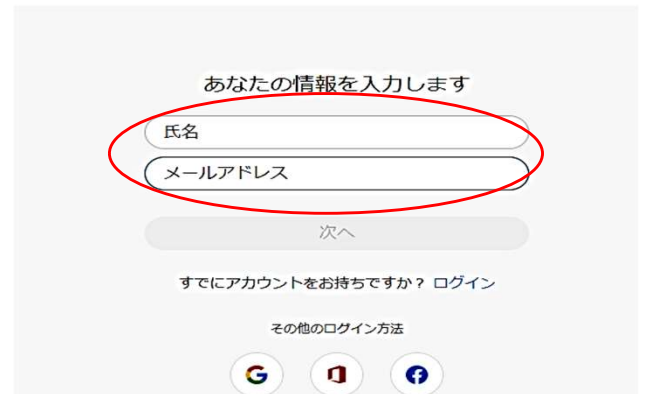 あなたの情報を入力します
氏名
メールアドレス
次へ
すでにアカウントをお持ちですか？ ログイン
その他のログイン方法